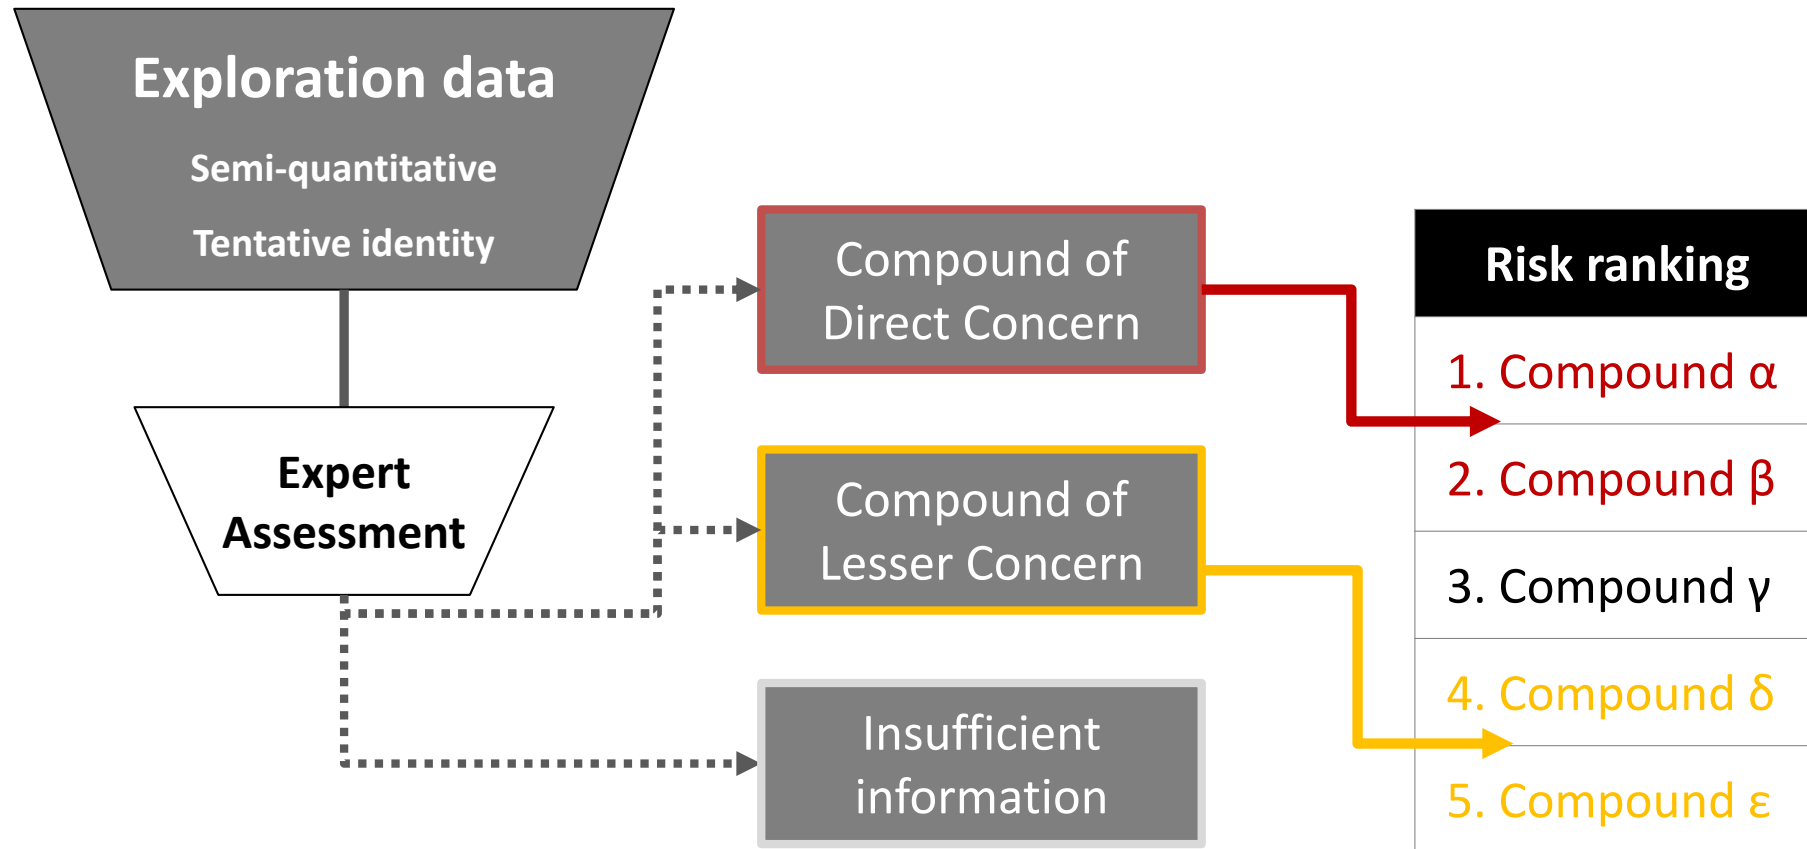 Exploration data
Semi-quantitative
Tentative identity
Expert
Assessment
Compound of
Direct Concern
Compound of
Lesser Concern
Insufficient
information
Risk ranking
1. Compound α
2. Compound β
3. Compound γ
4. Compound δ
5. Compound ε